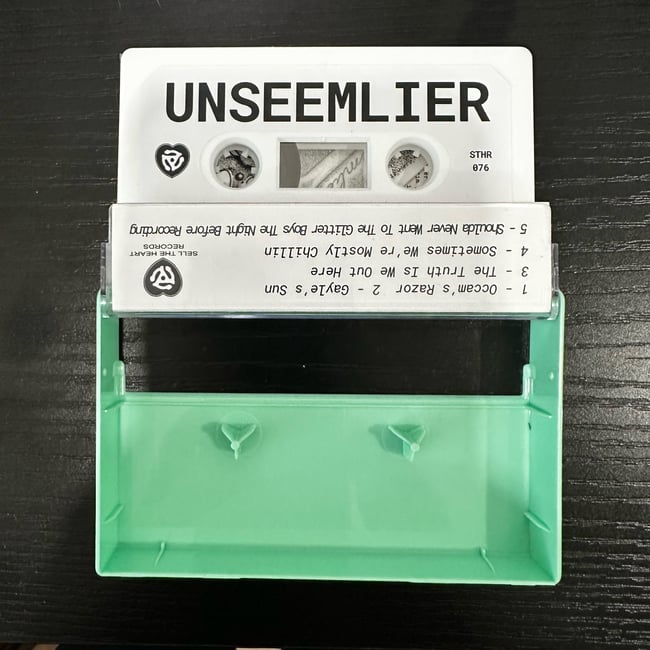 UNSEEMLIER
STHR
076
1 - Occam's Razor 2 - Gayle's Sun
3 - The Truth Is We Out Here
4 - Sometimes We're Mostly Chillin
5 - Shoulda Never Went To The Glitter Boys The Night Before Recording
SELL THE HEART
RECORDS